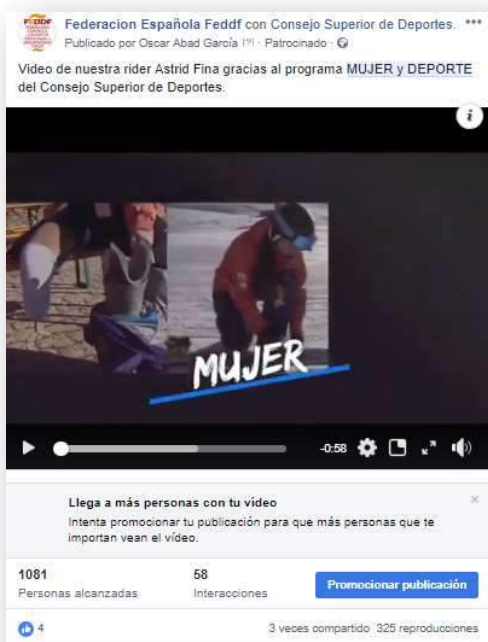 Federacion Española Feddf con Consejo Superior de Deportes.
Publicado por Oscar Abad García [?] · Patrocinado ·
Video de nuestra rider Astrid Fina gracias al programa MUJER y DEPORTE
del Consejo Superior de Deportes.
MUJER
-0:58
Llega a más personas con tu vídeo
Intenta promocionar tu publicación para que más personas que te
importan vean el vídeo.
1081
Personas alcanzadas
58
Interacciones
Promocionar publicación
4
3 veces compartido 325 reproducciones